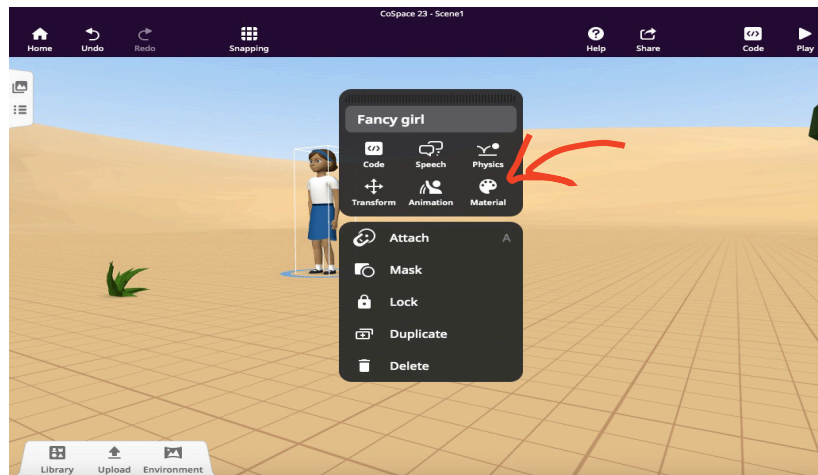 CoSpace 23 - Scene1
Home Undo Redo Snapping Help Share Code Play
Fancy girl
Code Speech Physics
Transform Animation Material
Attach A
Mask
Lock
Duplicate
Delete
Library Upload Environment